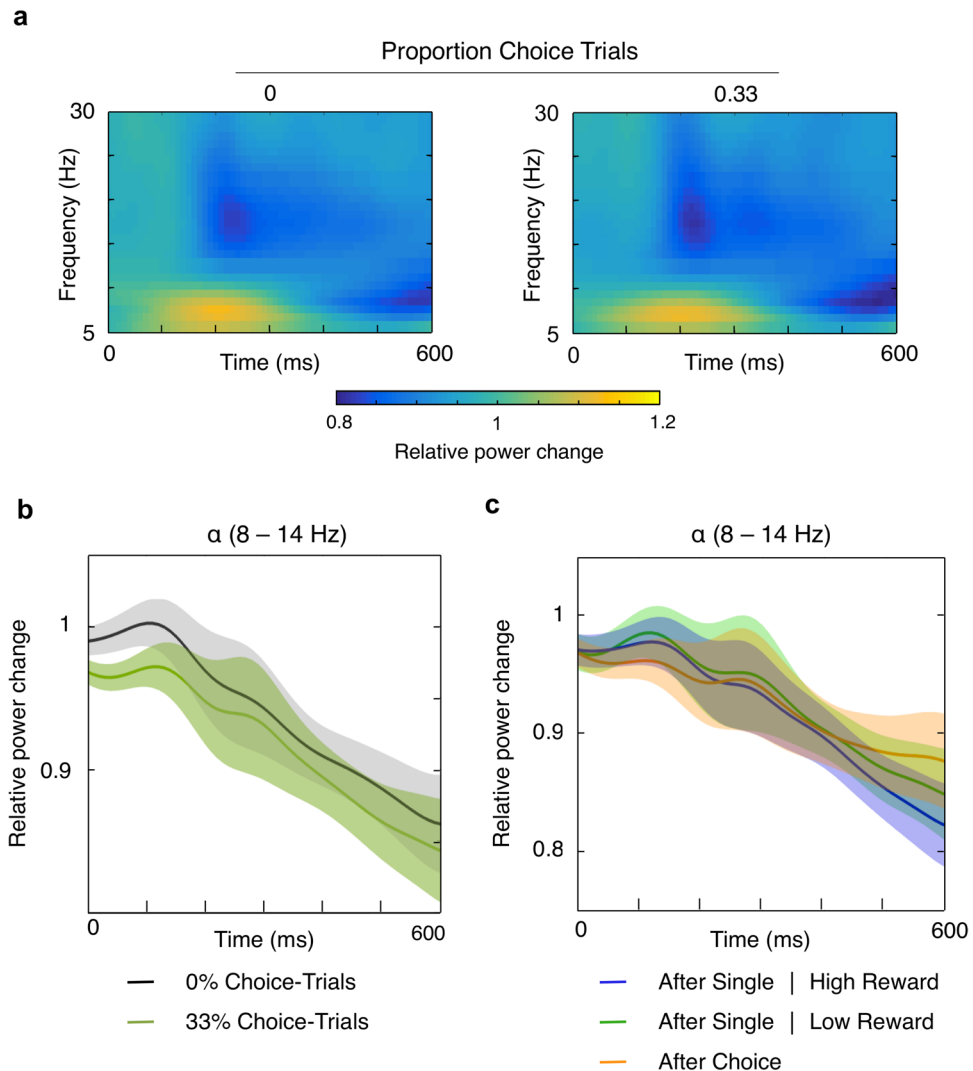 a
Proportion Choice Trials
0
0.33
30
Frequency (Hz)
5
0
Time (ms)
600
30
Frequency (Hz)
5
0
Time (ms)
600
0.8
1
1.2
Relative power change
b
α (8 – 14 Hz)
1
0.9
Relative power change
0
Time (ms)
600
0% Choice-Trials
33% Choice-Trials
c
α (8 – 14 Hz)
1
0.9
0.8
Relative power change
0
Time (ms)
600
After Single | High Reward
After Single | Low Reward
After Choice